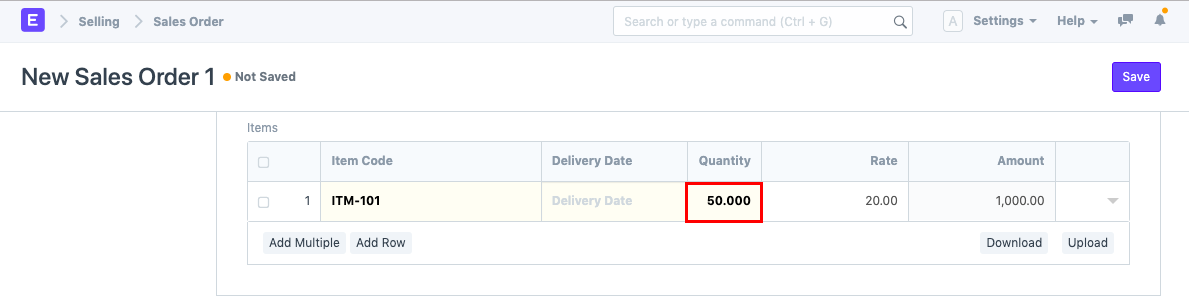 E Selling Sales Order Search or type a command (Ctrl + G) A Settings Help
New Sales Order 1 Not Saved Save
Items
Item Code Delivery Date Quantity Rate Amount
1 ITM-101 Delivery Date 50.000 20.00 1,000.00
Add Multiple Add Row Download Upload